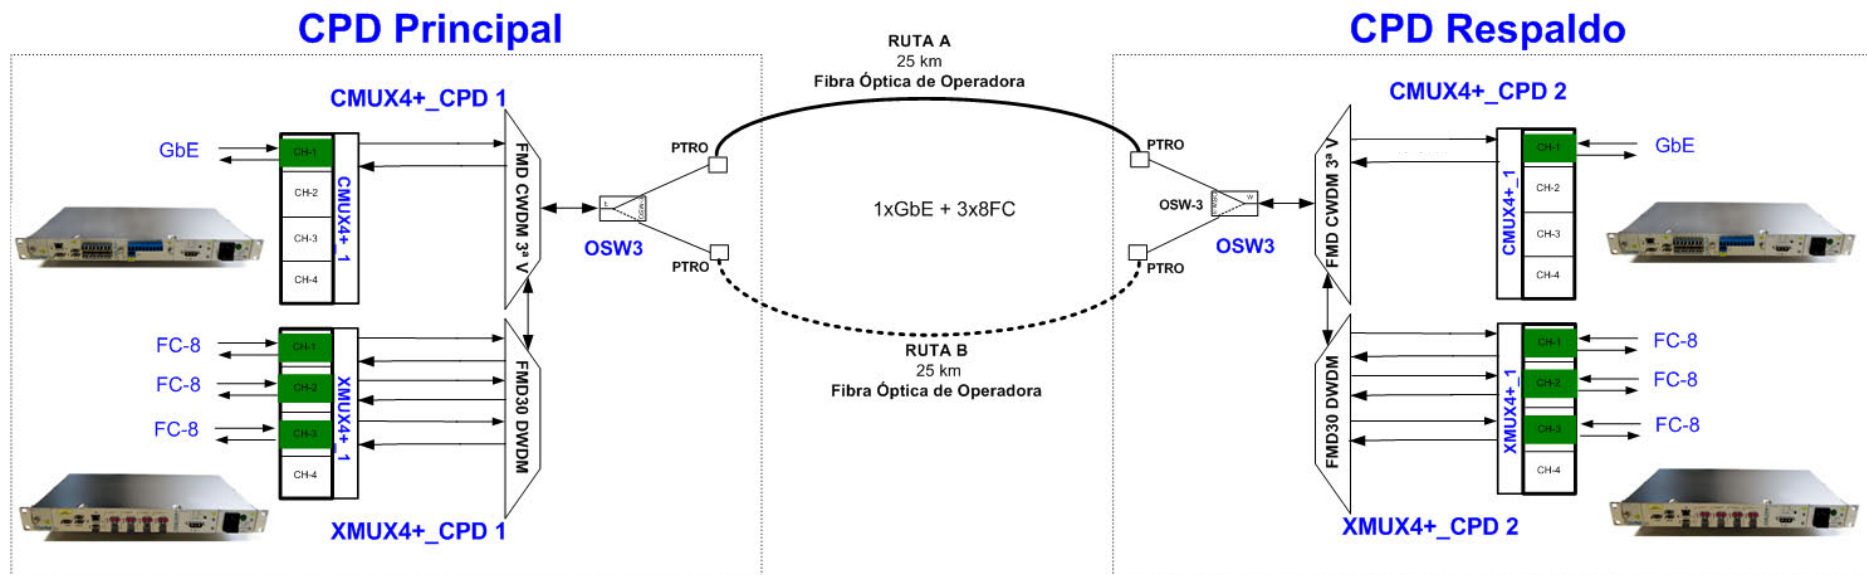 CPD Principal
CPD Respaldo
RUTA A
25 km
Fibra Óptica de Operadora
CMUX4+_CPD 1
CMUX4+_CPD 2
GbE
CH-1
CH-2
CH-3
CH-4
CMUX4+_1
FMD CWDM 3ª V
PTRO
OSW3
PTRO
1xGbE + 3x8FC
PTRO
OSW-3
W
OSW3
PTRO
FMD CWDM 3ª V
CMUX4+_1
CH-1
CH-2
CH-3
CH-4
GbE
FC-8
FC-8
FC-8
CH-1
CH-2
CH-3
CH-4
XMUX4+_1
FMD30 DWDM
RUTA B
25 km
Fibra Óptica de Operadora
FMD30 DWDM
XMUX4+_1
CH-1
CH-2
CH-3
CH-4
FC-8
FC-8
FC-8
XMUX4+_CPD 1
XMUX4+_CPD 2